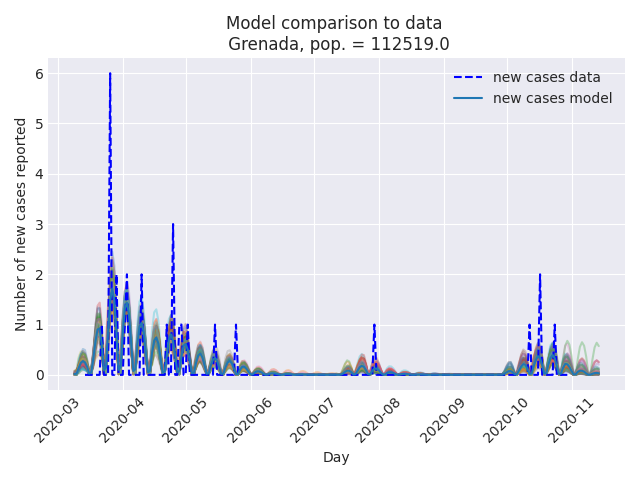 Model comparison to data
Grenada, pop. = 112519.0
new cases data
new cases model
Number of new cases reported
6
5
4
3
2
1
0
2020-03
2020-04
2020-05
2020-06
2020-07
2020-08
2020-09
2020-10
2020-11
Day